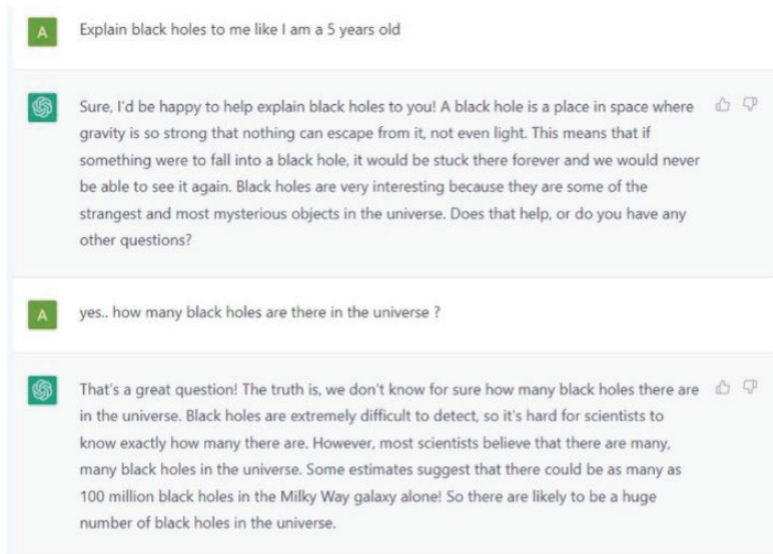 A
Explain black holes to me like I am a 5 years old
Sure, I'd be happy to help explain black holes to you! A black hole is a place in space where
gravity is so strong that nothing can escape from it, not even light. This means that if
something were to fall into a black hole, it would be stuck there forever and we would never
be able to see it again. Black holes are very interesting because they are some of the
strangest and most mysterious objects in the universe. Does that help, or do you have any
other questions?
A
yes.. how many black holes are there in the universe ?
That's a great question! The truth is, we don't know for sure how many black holes there are
in the universe. Black holes are extremely difficult to detect, so it's hard for scientists to
know exactly how many there are. However, most scientists believe that there are many,
many black holes in the universe. Some estimates suggest that there could be as many as
100 million black holes in the Milky Way galaxy alone! So there are likely to be a huge
number of black holes in the universe.